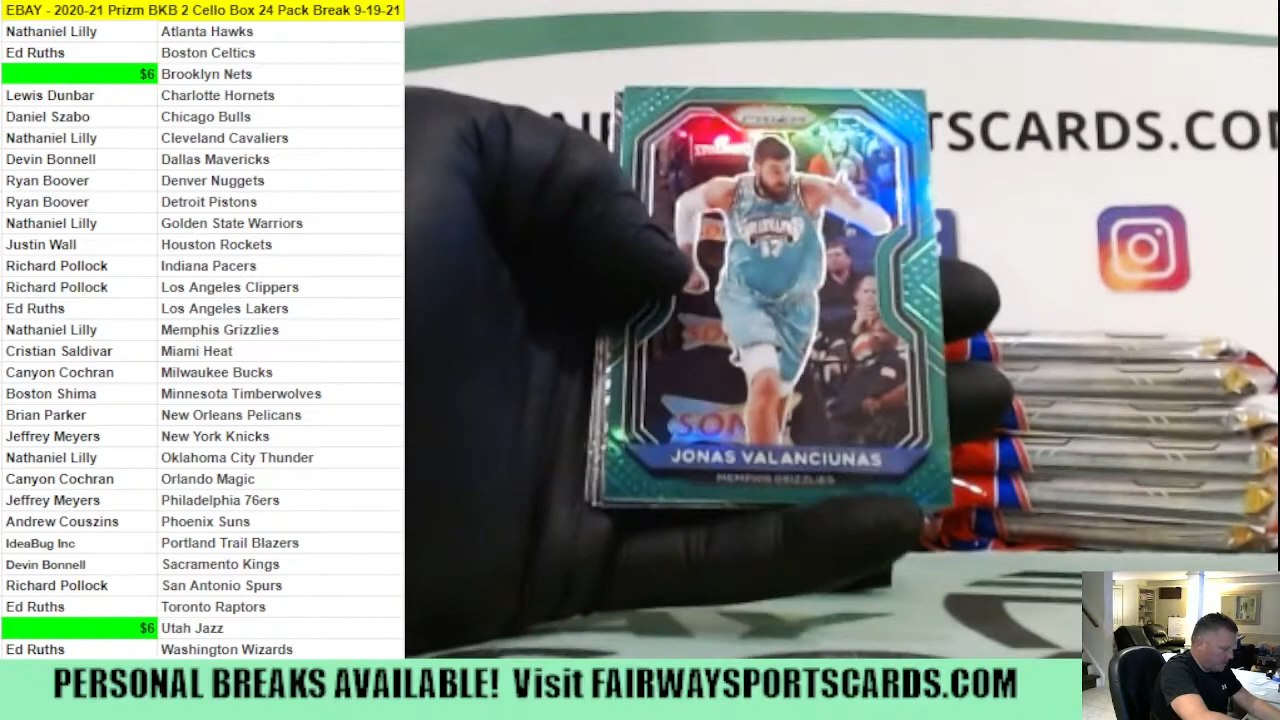 EBAY - 2020-21 Prizm BKB 2 Cello Box 24 Pack Break 9-19-21
Nathaniel Lilly Atlanta Hawks
Ed Ruths Boston Celtics
$6 Brooklyn Nets
Lewis Dunbar Charlotte Hornets
Daniel Szabo Chicago Bulls
Nathaniel Lilly Cleveland Cavaliers
Devin Bonnell Dallas Mavericks
Ryan Boover Denver Nuggets
Ryan Boover Detroit Pistons
Nathaniel Lilly Golden State Warriors
Justin Wall Houston Rockets
Richard Pollock Indiana Pacers
Richard Pollock Los Angeles Clippers
Ed Ruths Los Angeles Lakers
Nathaniel Lilly Memphis Grizzlies
Cristian Saldivar Miami Heat
Canyon Cochran Milwaukee Bucks
Boston Shima Minnesota Timberwolves
Brian Parker New Orleans Pelicans
Jeffrey Meyers New York Knicks
Nathaniel Lilly Oklahoma City Thunder
Canyon Cochran Orlando Magic
Jeffrey Meyers Philadelphia 76ers
Andrew Couszins Phoenix Suns
IdeaBug Inc Portland Trail Blazers
Devin Bonnell Sacramento Kings
Richard Pollock San Antonio Spurs
Ed Ruths Toronto Raptors
$6 Utah Jazz
Ed Ruths Washington Wizards
TSCARDS.CO
PRIZM
17
SON
JONAS VALANCIUNAS
MEMPHIS GRIZZLIES
PERSONAL BREAKS AVAILABLE! Visit FAIRWAYSPORTSCARDS.COM